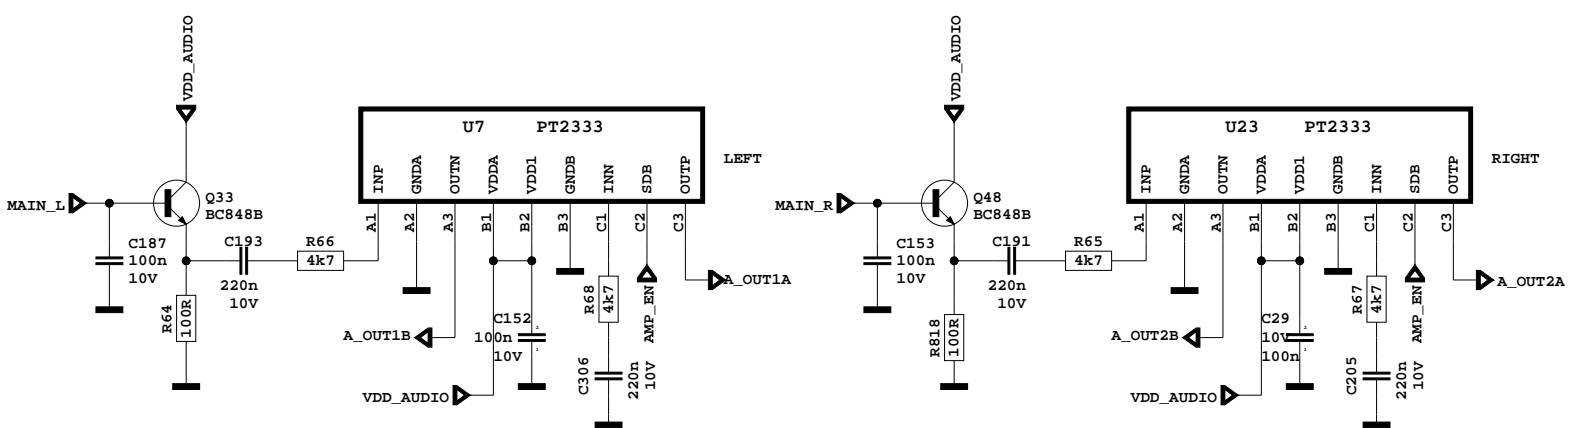 VDD_AUDIO
U7 PT2333
LEFT
INP
GNDA
OUTN
VDDA
VDD1
GNDB
INN
SDB
OUTP
MAIN_L
Q33
BC848B
A1
A2
A3
B1
B2
B3
C1
C2
C3
C187
100n
10V
C193
220n
10V
R66
4k7
R64
100R
A_OUT1B
C152
100n
10V
2
1
R68
4k7
AMP_EN
A_OUT1A
VDD_AUDIO
C306
220n
10V
VDD_AUDIO
U23 PT2333
RIGHT
INP
GNDA
OUTN
VDDA
VDD1
GNDB
INN
SDB
OUTP
MAIN_R
Q48
BC848B
A1
A2
A3
B1
B2
B3
C1
C2
C3
C153
100n
10V
C191
220n
10V
R65
4k7
R818
100R
A_OUT2B
C29
10V
100n
2
1
R67
4k7
AMP_EN
A_OUT2A
VDD_AUDIO
C205
220n
10V